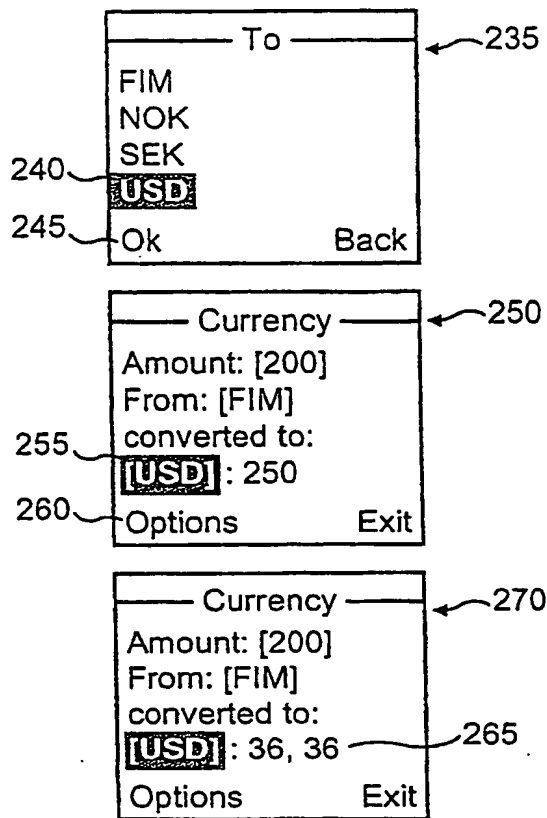 To
235
FIM
NOK
SEK
240
USD
245
Ok Back
Currency
250
Amount: [200]
From: [FIM]
converted to:
255
[USD] : 250
260
Options Exit
Currency
270
Amount: [200]
From: [FIM]
converted to:
[USD] : 36, 36
265
Options Exit